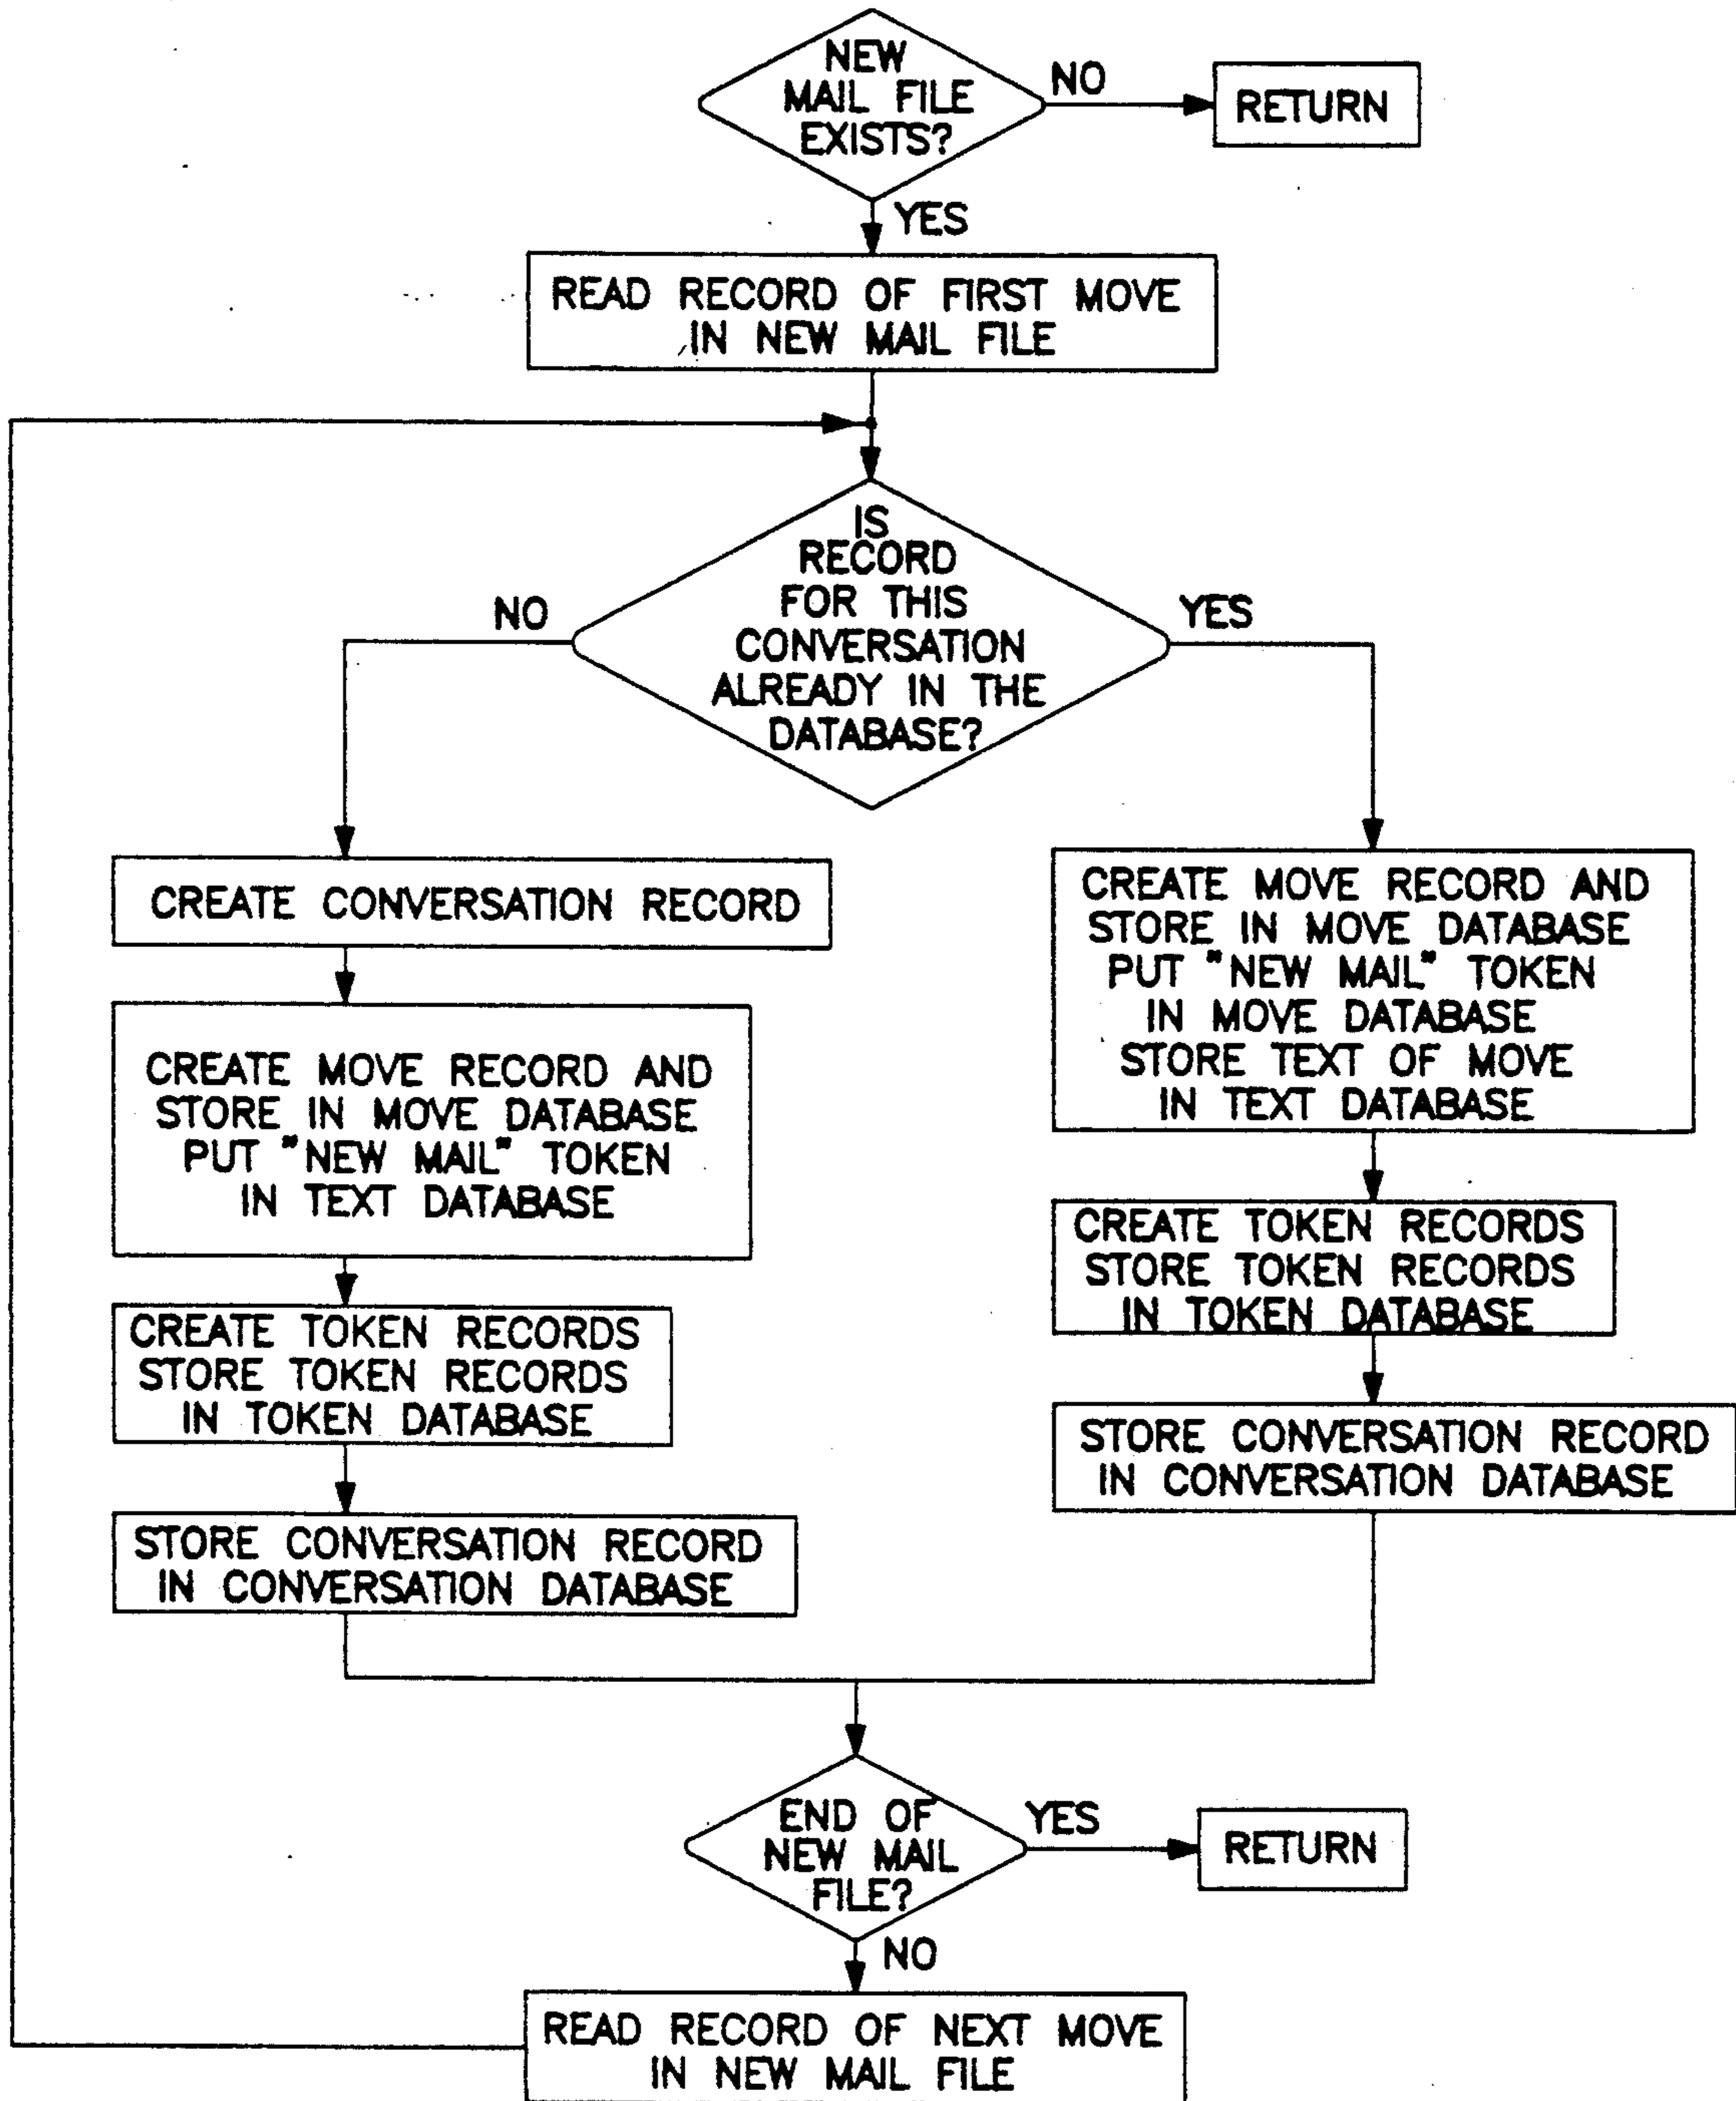 NEW
MAIL FILE
EXISTS?
NO
RETURN
YES
READ RECORD OF FIRST MOVE
IN NEW MAIL FILE
IS
RECORD
FOR THIS
CONVERSATION
ALREADY IN THE
DATABASE?
NO
YES
CREATE CONVERSATION RECORD
CREATE MOVE RECORD AND
STORE IN MOVE DATABASE
PUT "NEW MAIL" TOKEN
IN TEXT DATABASE
CREATE TOKEN RECORDS
STORE TOKEN RECORDS
IN TOKEN DATABASE
STORE CONVERSATION RECORD
IN CONVERSATION DATABASE
CREATE MOVE RECORD AND
STORE IN MOVE DATABASE
PUT "NEW MAIL" TOKEN
IN MOVE DATABASE
STORE TEXT OF MOVE
IN TEXT DATABASE
CREATE TOKEN RECORDS
STORE TOKEN RECORDS
IN TOKEN DATABASE
STORE CONVERSATION RECORD
IN CONVERSATION DATABASE
END OF
NEW MAIL
FILE?
YES
RETURN
NO
READ RECORD OF NEXT MOVE
IN NEW MAIL FILE